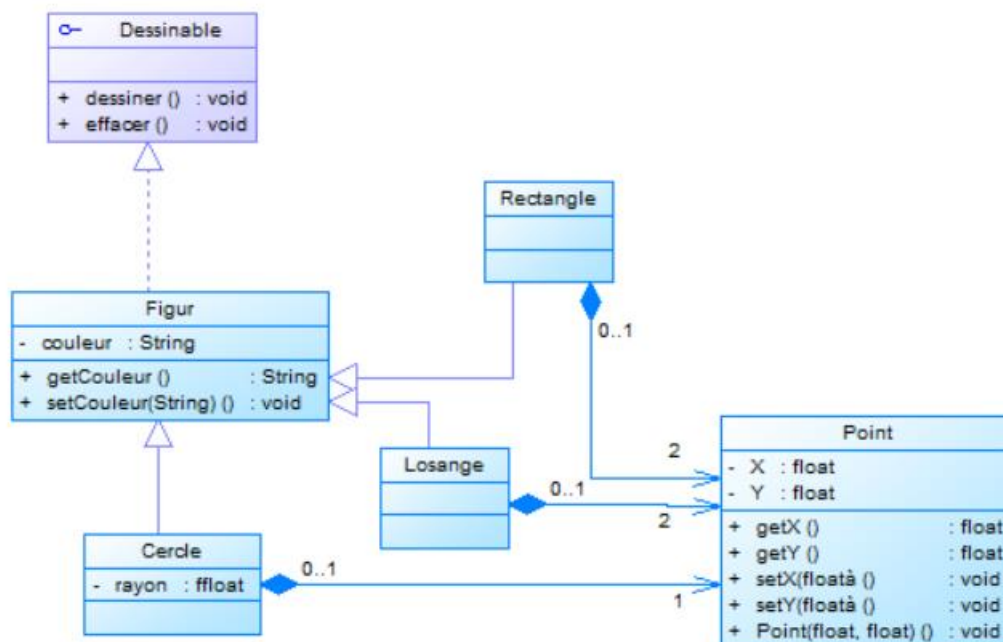 Dessinable
+ dessiner () : void
+ effacer () : void
Rectangle
0..1
Figur
- couleur : String
+ getCouleur () : String
+ setCouleur(String) () : void
Losange
0..1
2
2
Point
- X : float
- Y : float
+ getX () : float
+ getY () : float
+ setX(floatà () : void
+ setY(floatà () : void
+ Point(float, float) () : void
Cercle
- rayon : ffloat
0..1
1